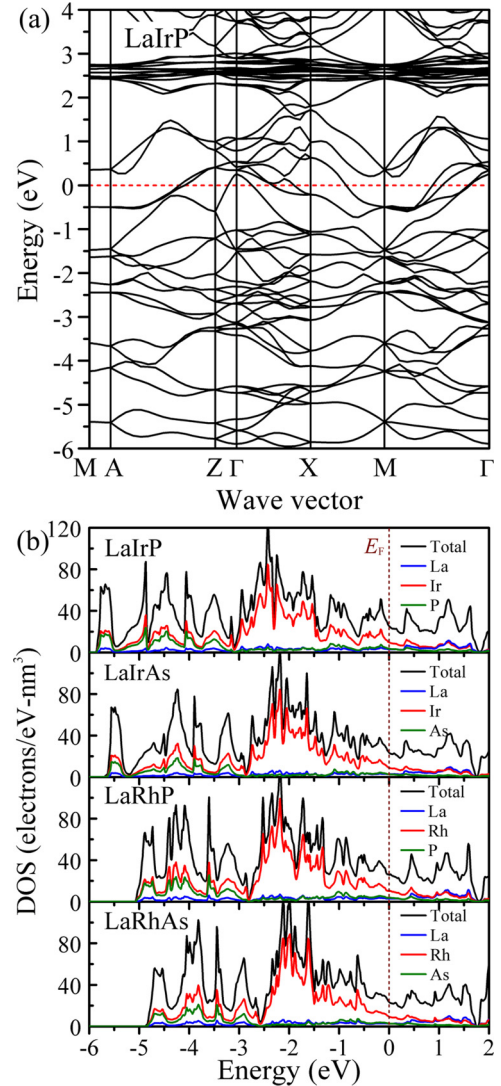 (a)
LaIrP
4
3
2
1
0
-1
-2
-3
-4
-5
-6
Energy (eV)
M A Z Γ X M Γ
Wave vector
(b)
120
80
40
0
LaIrP
E_F
Total
La
Ir
P
80
40
0
LaIrAs
Total
La
Ir
As
80
40
0
LaRhP
Total
La
Rh
P
80
40
0
LaRhAs
Total
La
Rh
As
DOS (electrons/eV-nm³)
-6 -5 -4 -3 -2 -1 0 1 2
Energy (eV)